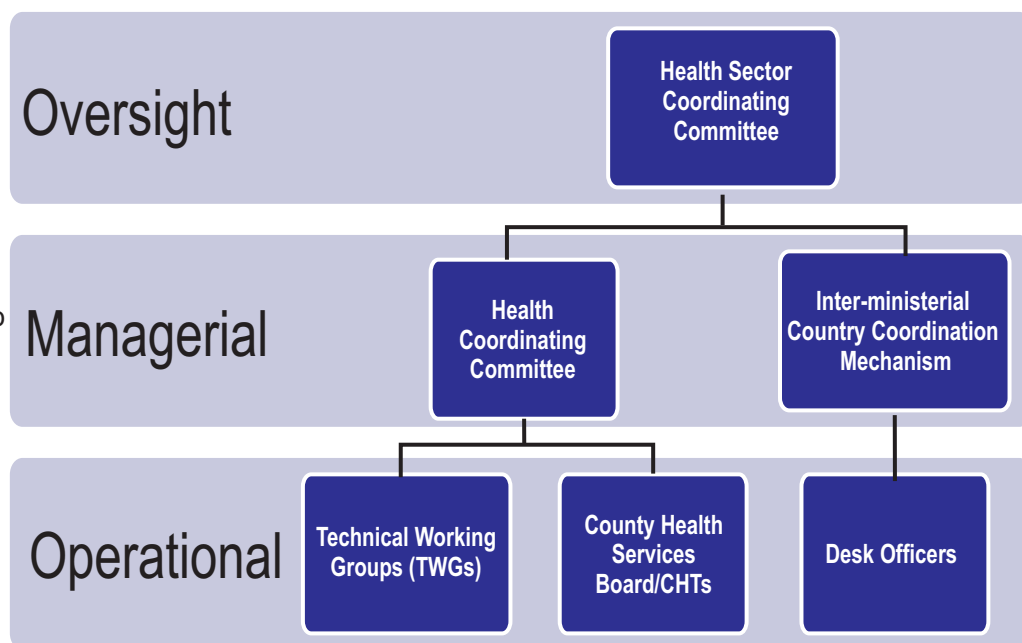 Oversight
Health Sector
Coordinating
Committee
Managerial
Health
Coordinating
Committee
Inter-ministerial
Country Coordination
Mechanism
Operational
Technical Working
Groups (TWGs)
County Health
Services
Board/CHTs
Desk Officers